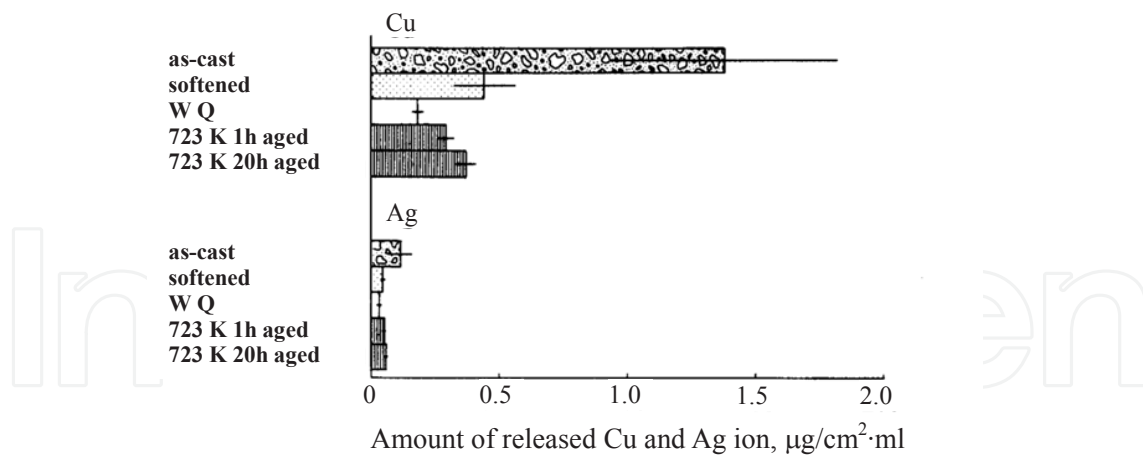 Cu
as-cast
softened
W Q
723 K 1h aged
723 K 20h aged
Ag
as-cast
softened
W Q
723 K 1h aged
723 K 20h aged
0 0.5 1.0 1.5 2.0
Amount of released Cu and Ag ion, μg/cm²·ml
In en